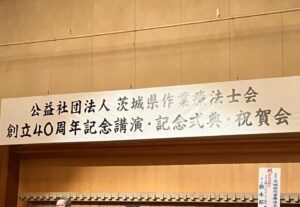 公益社団法人 茨城県作業療法士会
創立40周年記念講演・記念式典・祝賀会